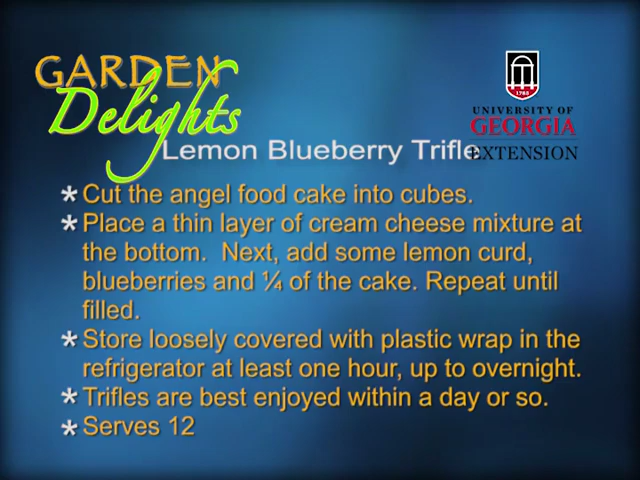 GARDEN
Delights
1785
UNIVERSITY OF
GEORGIA
EXTENSION
Lemon Blueberry Trifle
* Cut the angel food cake into cubes.
* Place a thin layer of cream cheese mixture at
the bottom.  Next, add some lemon curd,
blueberries and ¼ of the cake. Repeat until
filled.
* Store loosely covered with plastic wrap in the
refrigerator at least one hour, up to overnight.
* Trifles are best enjoyed within a day or so.
* Serves 12